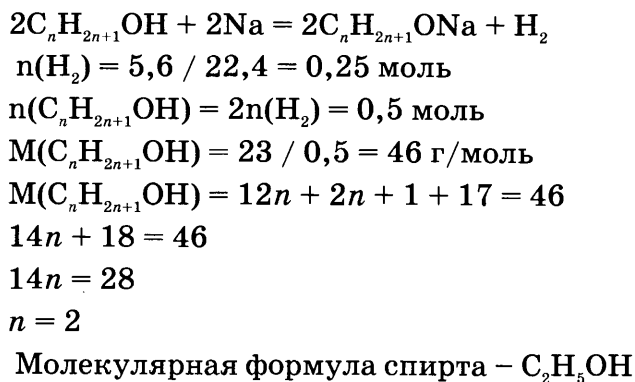 2CₙH₂ₙ₊₁OH + 2Na = 2CₙH₂ₙ₊₁ONa + H₂
n(H₂) = 5,6 / 22,4 = 0,25 моль
n(CₙH₂ₙ₊₁OH) = 2n(H₂) = 0,5 моль
M(CₙH₂ₙ₊₁OH) = 23 / 0,5 = 46 г/моль
M(CₙH₂ₙ₊₁OH) = 12n + 2n + 1 + 17 = 46
14n + 18 = 46
14n = 28
n = 2
Молекулярная формула спирта – C₂H₅OH